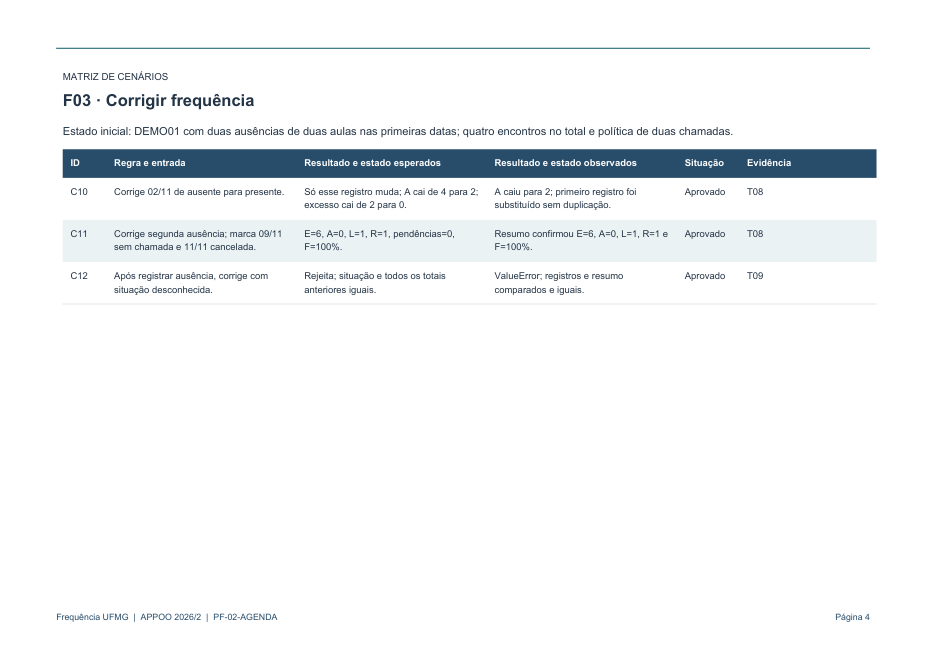 MATRIZ DE CENÁRIOS
F03 · Corrigir frequência
Estado inicial: DEMO01 com duas ausências de duas aulas nas primeiras datas; quatro encontros no total e política de duas chamadas.
ID Regra e entrada Resultado e estado esperados Resultado e estado observados Situação Evidência
C10 Corrige 02/11 de ausente para presente. Só esse registro muda; A cai de 4 para 2; A caiu para 2; primeiro registro foi Aprovado T08
excesso cai de 2 para 0. substituído sem duplicação.
C11 Corrige segunda ausência; marca 09/11 E=6, A=0, L=1, R=1, pendências=0, Resumo confirmou E=6, A=0, L=1, R=1 e Aprovado T08
sem chamada e 11/11 cancelada. F=100%. F=100%.
C12 Após registrar ausência, corrige com Rejeita; situação e todos os totais ValueError; registros e resumo Aprovado T09
situação desconhecida. anteriores iguais. comparados e iguais.
Frequência UFMG | APPOO 2026/2 | PF-02-AGENDA Página 4